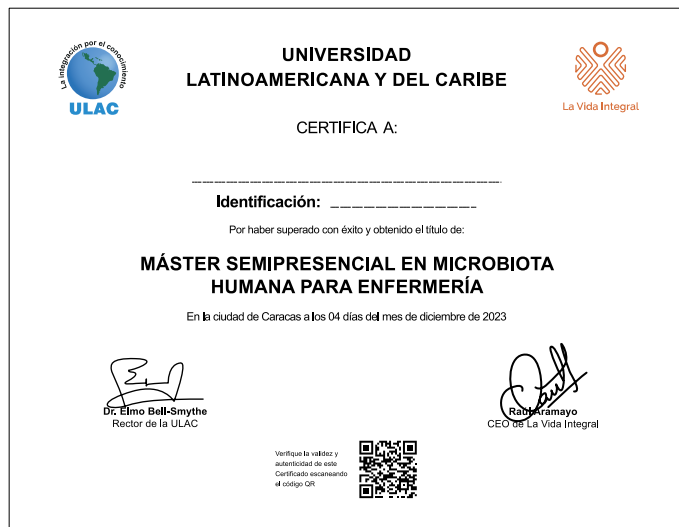 La integración por el conocimiento
ULAC
UNIVERSIDAD
LATINOAMERICANA Y DEL CARIBE
La Vida Integral
CERTIFICA A:
Identificación:
Por haber superado con éxito y obtenido el título de:
MÁSTER SEMIPRESENCIAL EN MICROBIOTA
HUMANA PARA ENFERMERÍA
En la ciudad de Caracas a los 04 días del mes de diciembre de 2023
Dr. Elmo Bell-Smythe
Rector de la ULAC
Raúl Aramayo
CEO de La Vida Integral
Verifique la validez y
autenticidad de este
Certificado escaneando
el código QR